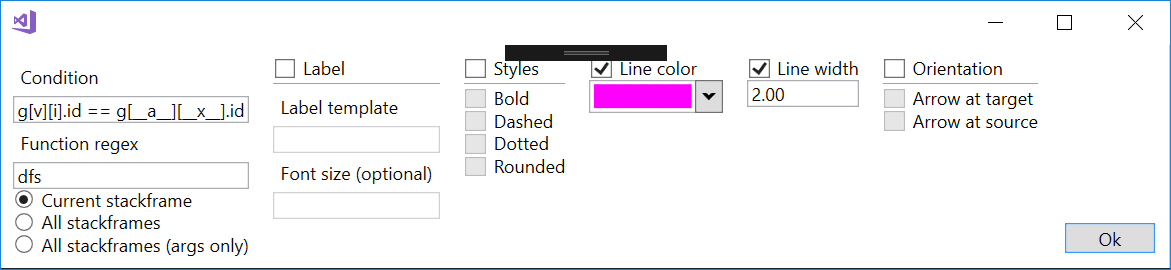 Condition
g[v][i].id == g[__a__][__x__].id
Function regex
dfs
Current stackframe
All stackframes
All stackframes (args only)
Label
Label template
Font size (optional)
Styles
Bold
Dashed
Dotted
Rounded
Line color
Line width
2.00
Orientation
Arrow at target
Arrow at source
Ok